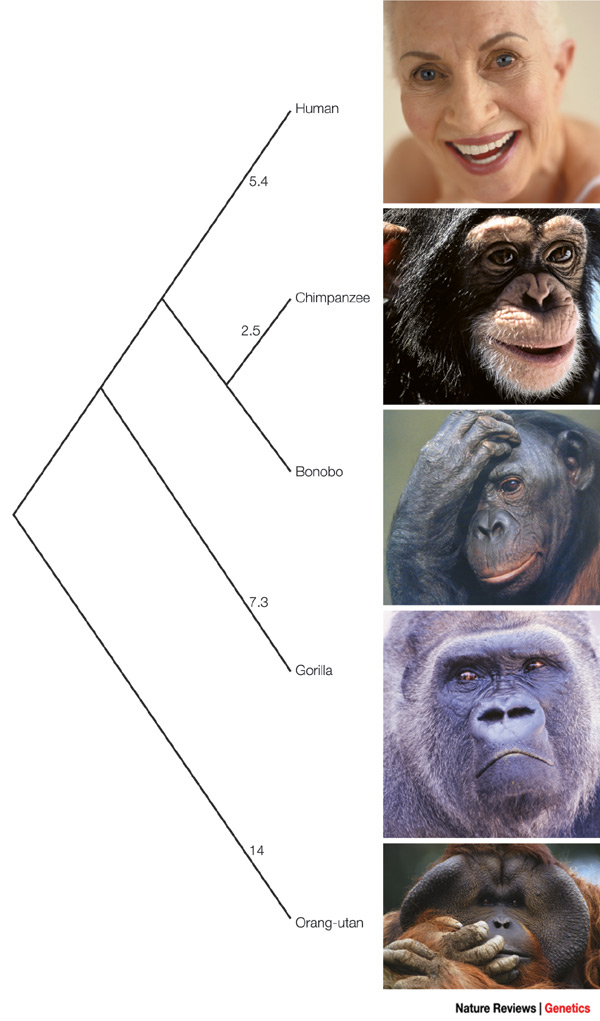 Human
5.4
Chimpanzee
2.5
Bonobo
7.3
Gorilla
14
Orang-utan
Nature Reviews | Genetics